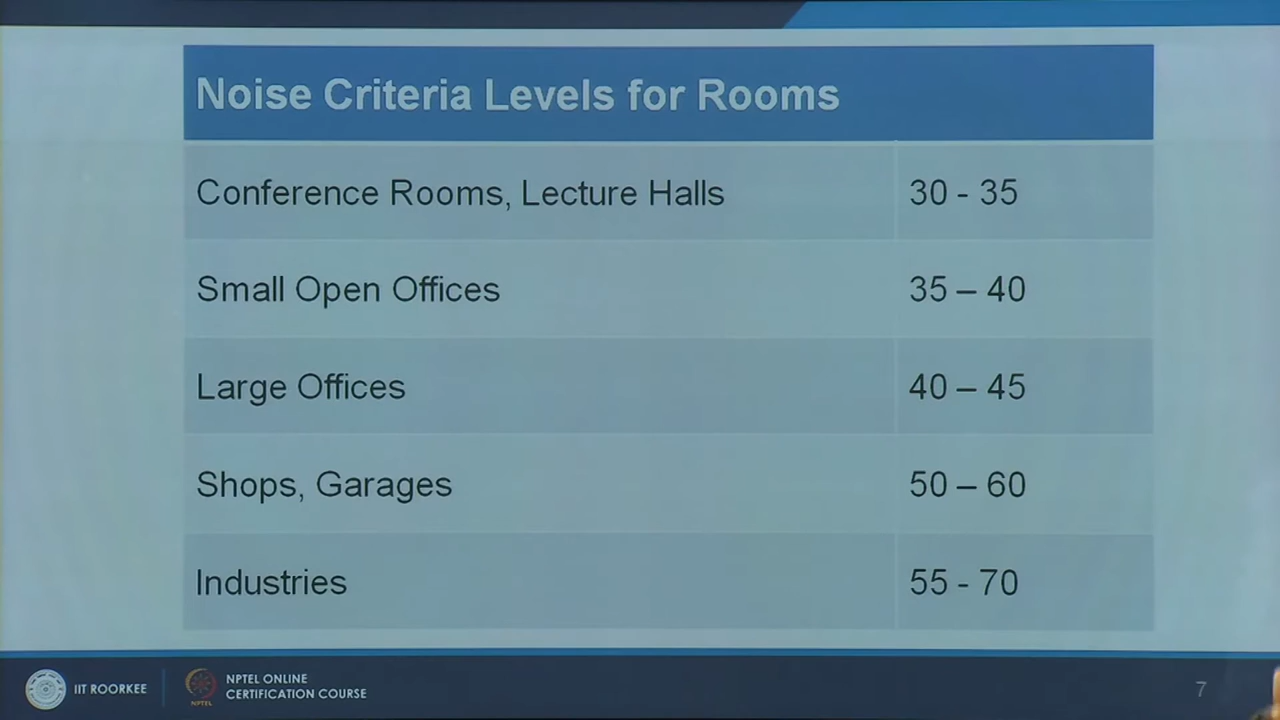 Noise Criteria Levels for Rooms
Conference Rooms, Lecture Halls 30 - 35
Small Open Offices 35 – 40
Large Offices 40 – 45
Shops, Garages 50 – 60
Industries 55 - 70
IIT ROORKEE
NPTEL
NPTEL ONLINE
CERTIFICATION COURSE
7